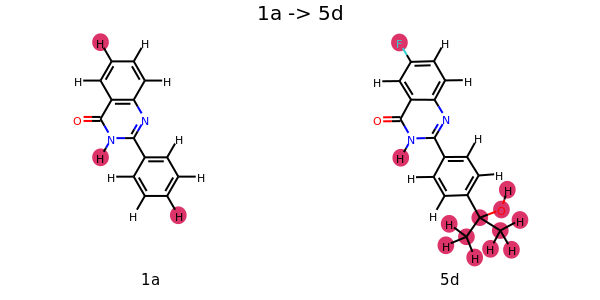 1a -> 5d
H H F H
H H H H
O N O N
N N
H H H H
H H H H
H H H H
H O
H H
H H H
H
1a 5d